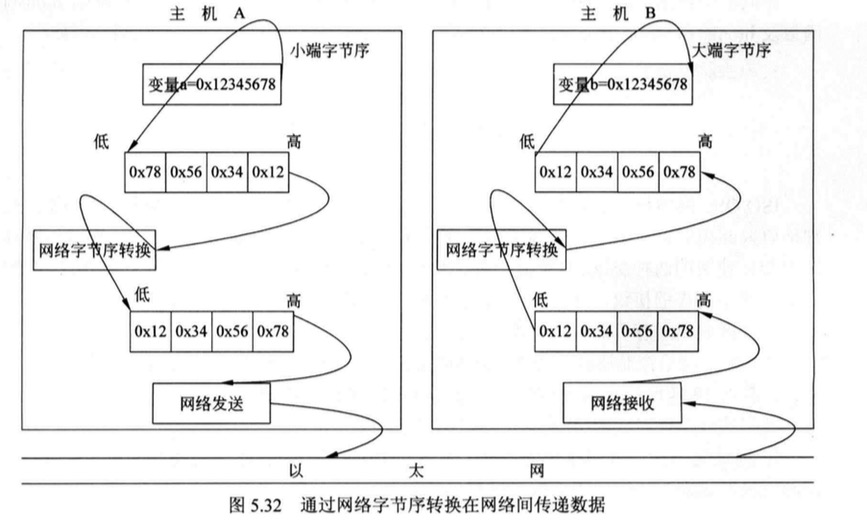 主 机 A
小端字节序
变量a=0x12345678
低 高
0x78 0x56 0x34 0x12
网络字节序转换
低 高
0x12 0x34 0x56 0x78
网络发送
主 机 B
大端字节序
变量b=0x12345678
低 高
0x12 0x34 0x56 0x78
网络字节序转换
低 高
0x12 0x34 0x56 0x78
网络接收
以 太 网
图 5.32 通过网络字节序转换在网络间传递数据